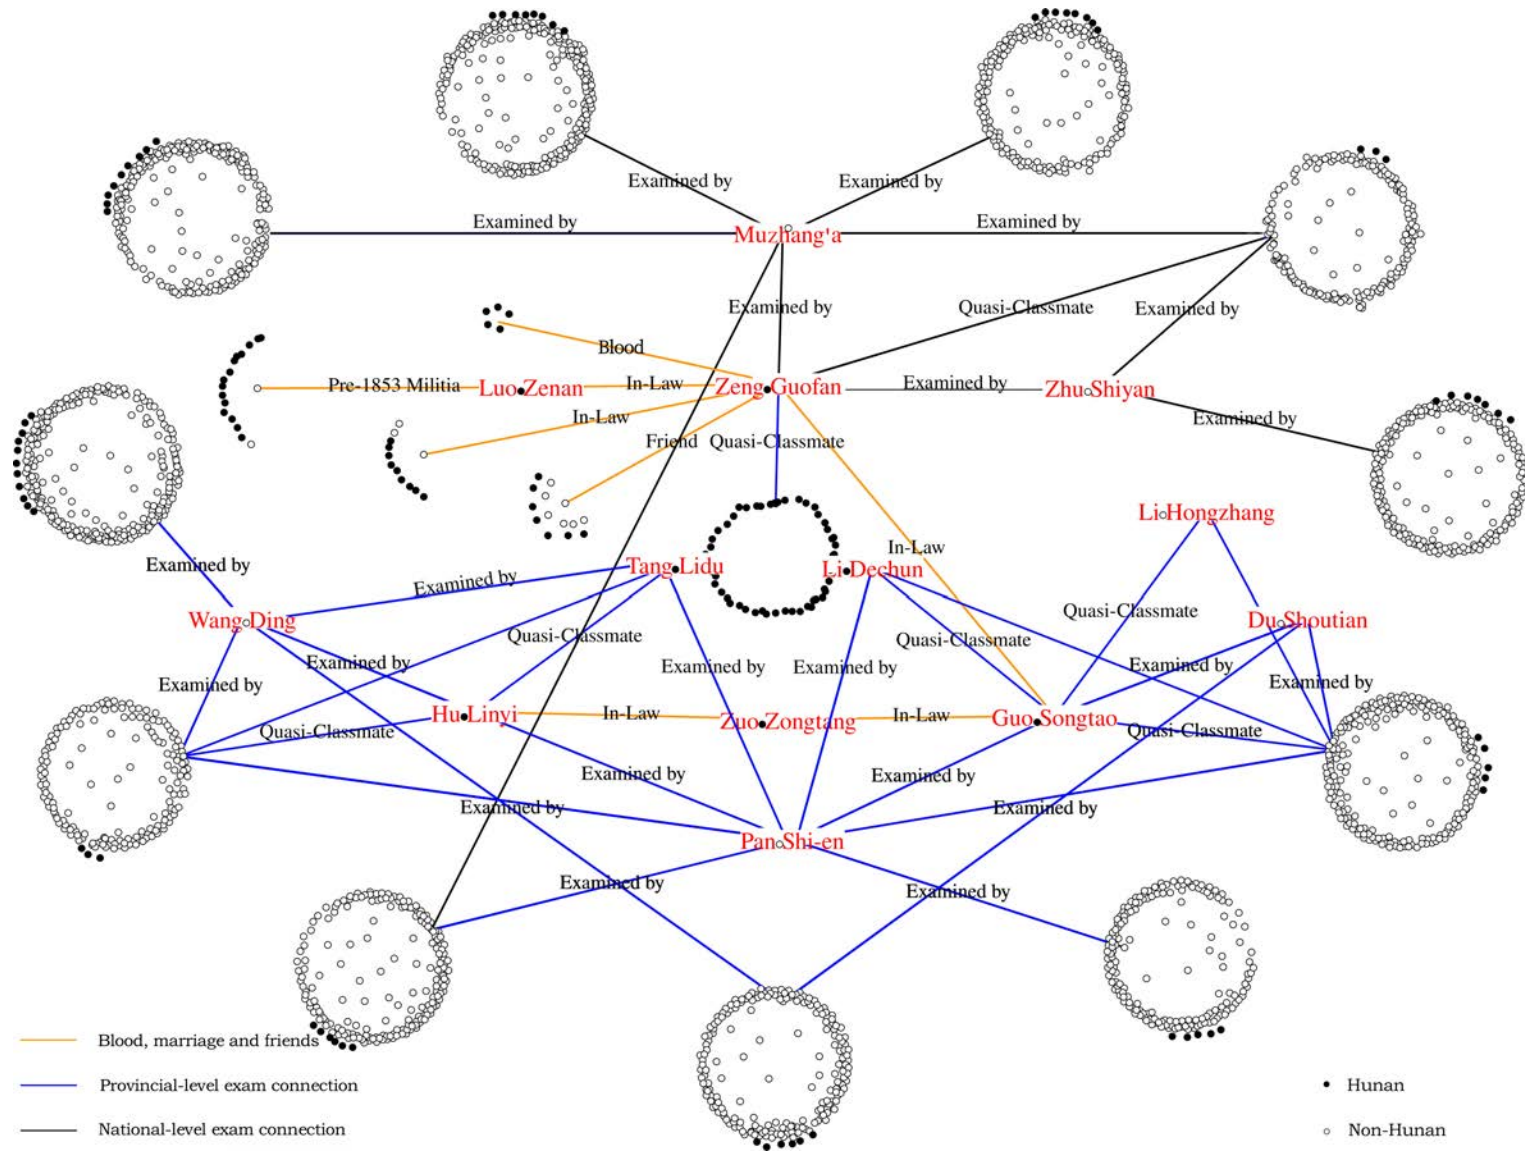 Examined by
Examined by
Examined by
Examined by
Muzhang'a
Examined by
Quasi-Classmate
Examined by
Blood
Pre-1853 Militia
Luo Zenan
In-Law
Zeng Guofan
Examined by
Zhu Shiyan
In-Law
Friend
Quasi-Classmate
Examined by
Li Hongzhang
In-Law
Examined by
Tang Lidu
Li Dechun
Examined by
Wang Ding
Quasi-Classmate
Quasi-Classmate
Quasi-Classmate
Du Shoutian
Examined by
Examined by
Examined by
Examined by
Examined by
Examined by
Hu Linyi
In-Law
Zuo Zongtang
In-Law
Guo Songtao
Quasi-Classmate
Quasi-Classmate
Examined by
Examined by
Examined by
Examined by
Pan Shi-en
Examined by
Examined by
Blood, marriage and friends
Provincial-level exam connection
Hunan
National-level exam connection
Non-Hunan